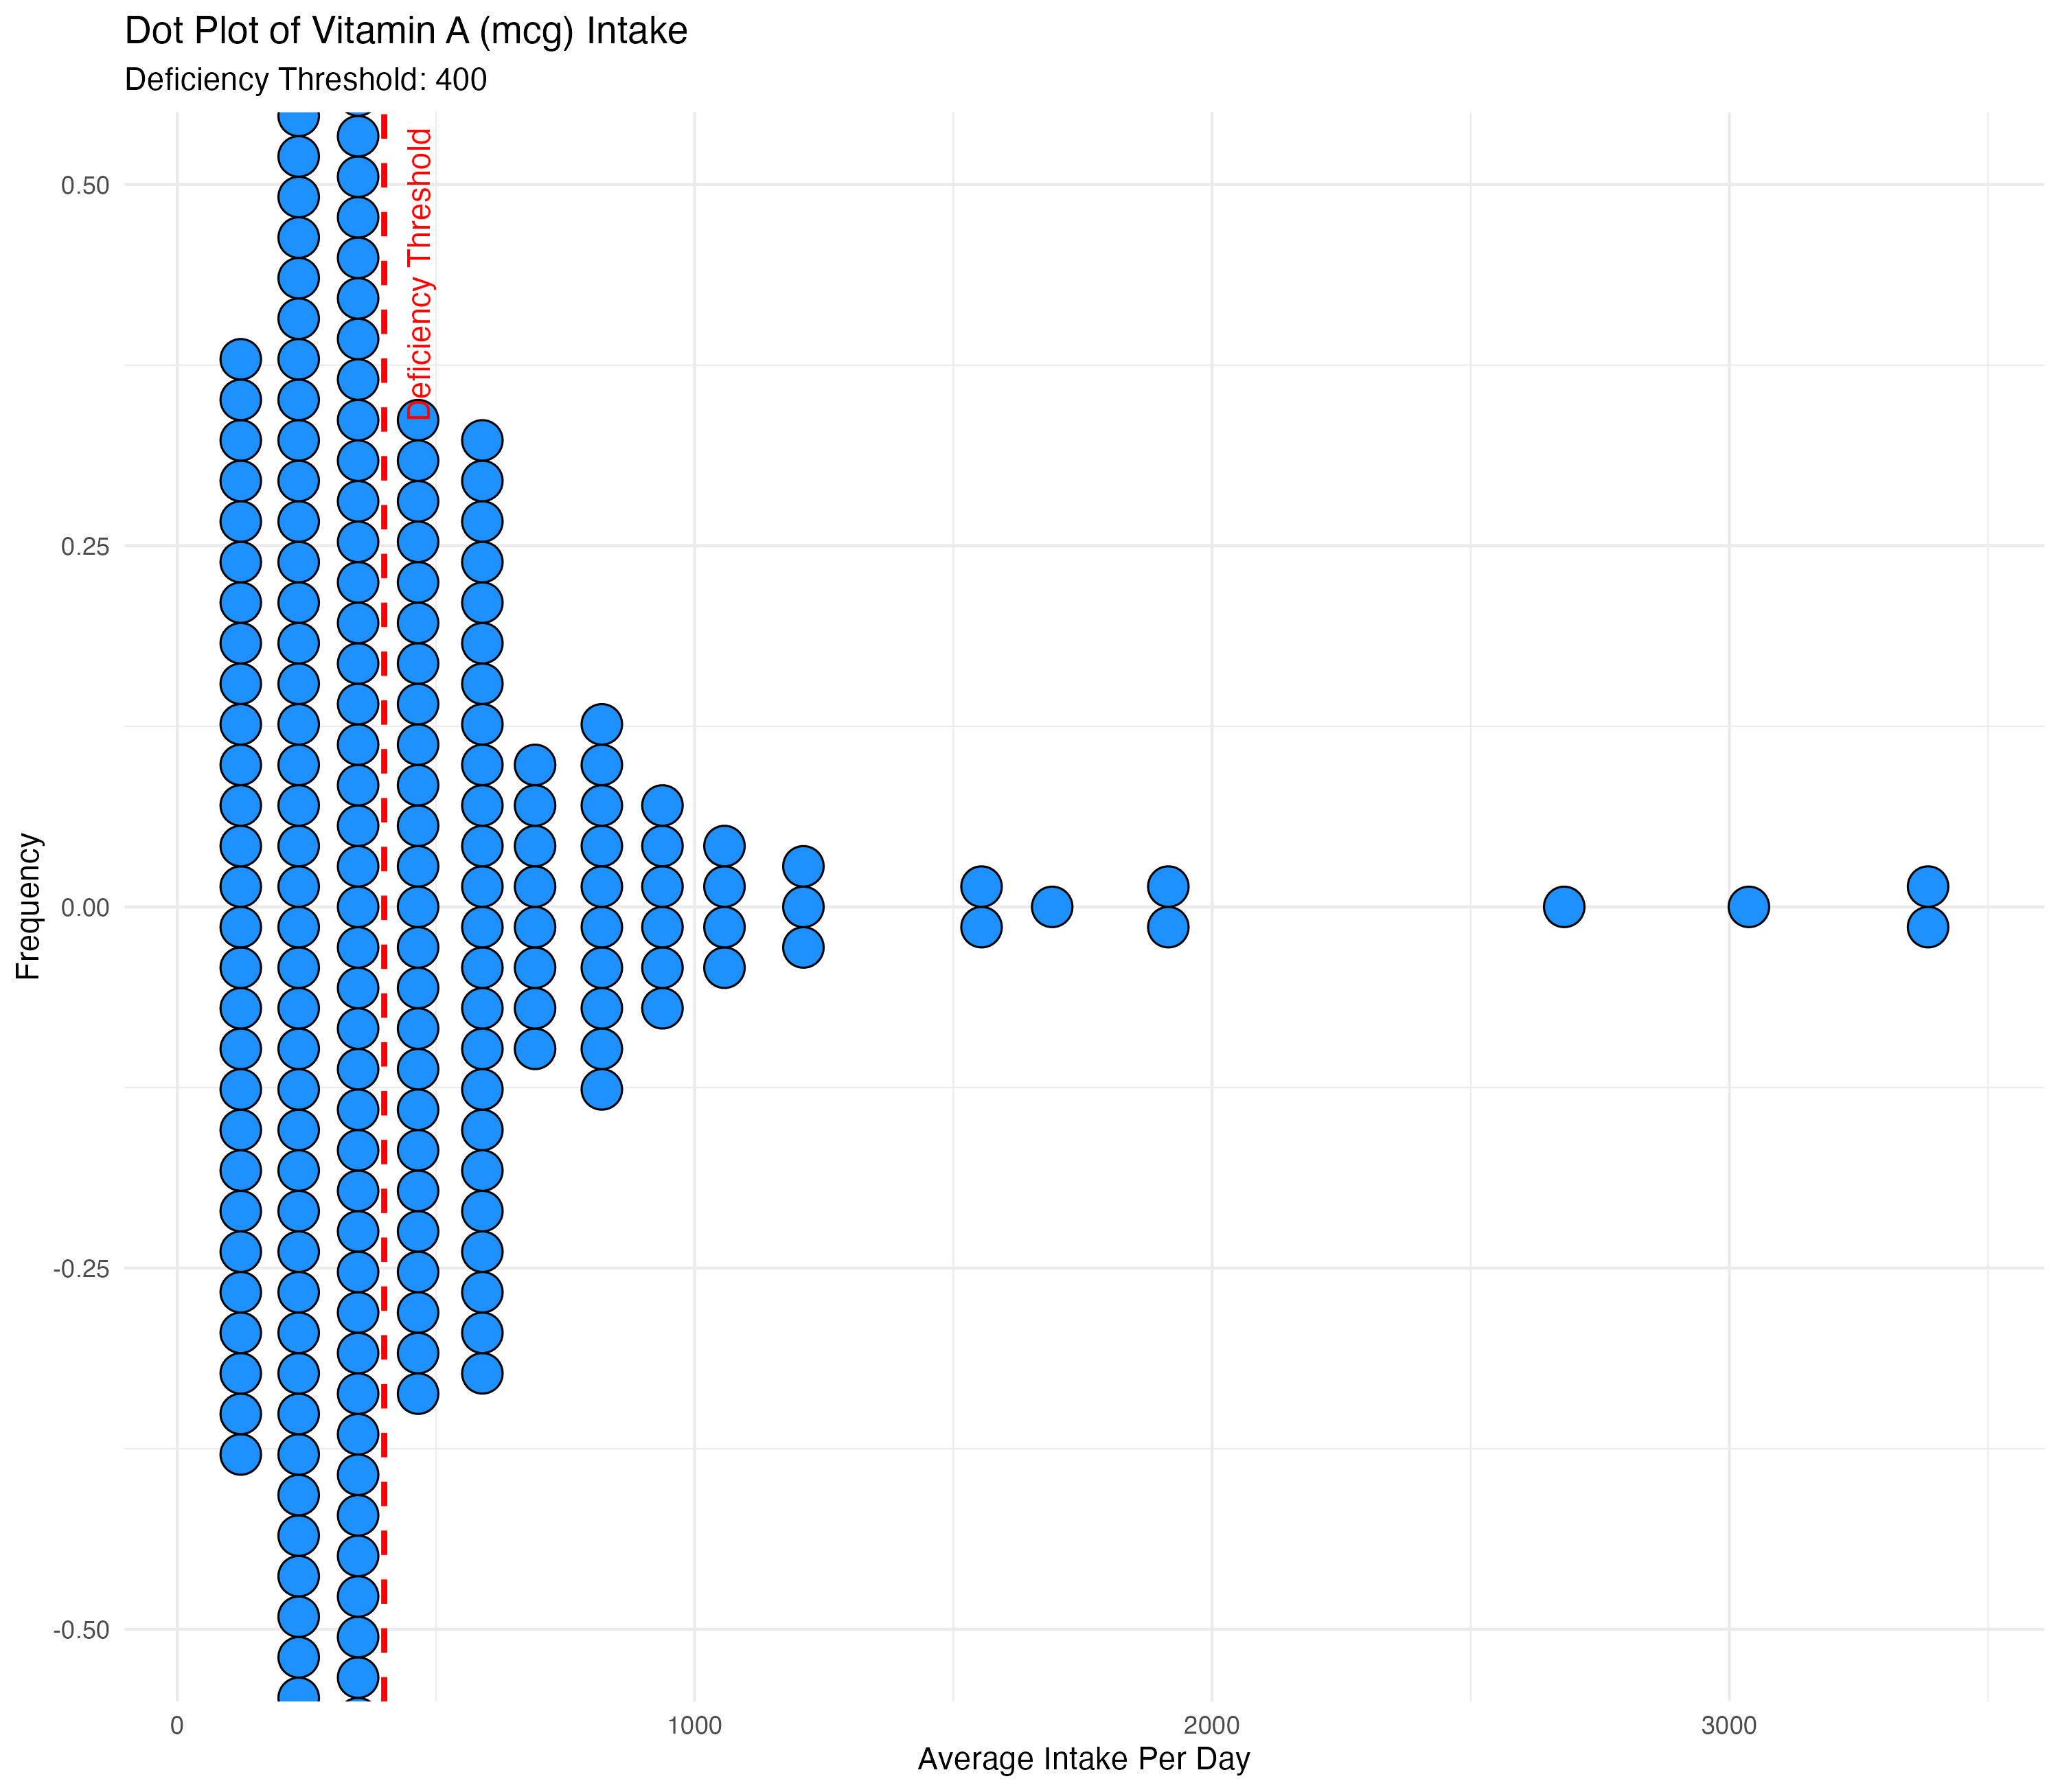 Dot Plot of Vitamin A (mcg) Intake
Deficiency Threshold: 400
Deficiency Threshold
0.50
0.25
0.00
-0.25
-0.50
Frequency
0
1000
2000
3000
Average Intake Per Day